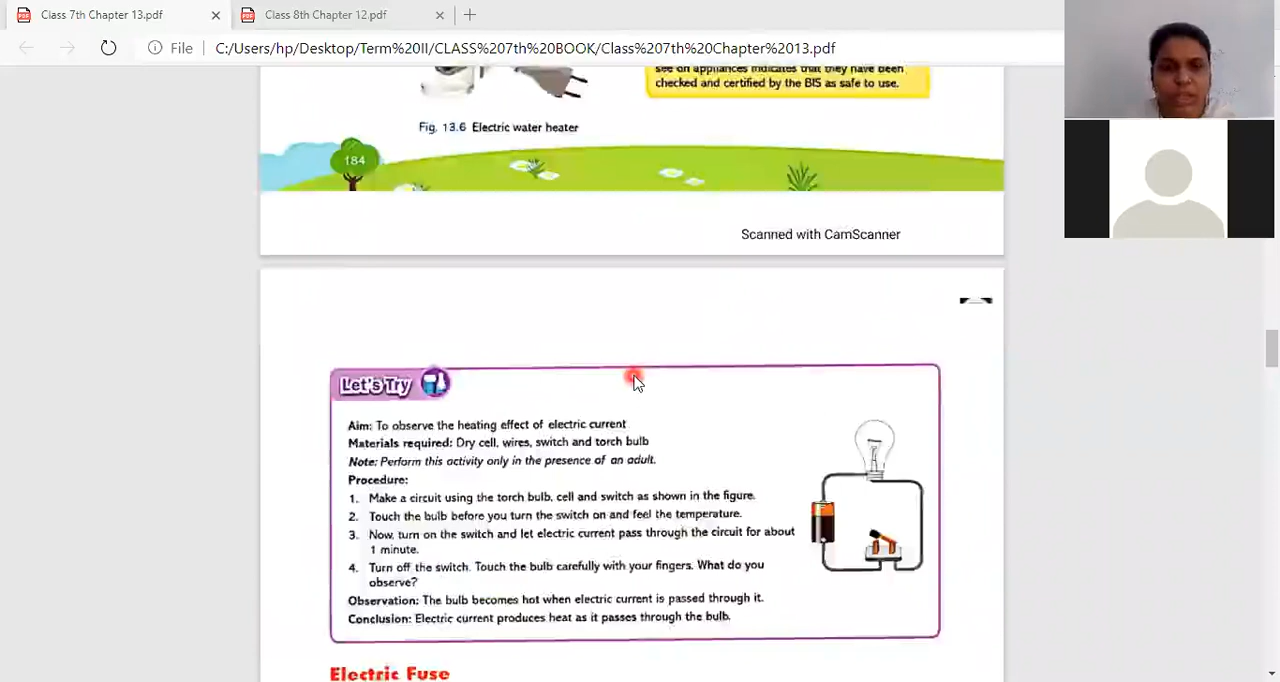 Class 7th Chapter 13.pdf
Class 8th Chapter 12.pdf
File
C:/Users/hp/Desktop/Term%20II/CLASS%207th%20BOOK/Class%207th%20Chapter%2013.pdf
see on appliances indicates that they have been
checked and certified by the BIS as safe to use.
Fig. 13.6 Electric water heater
184
Scanned with CamScanner
Let's Try
Aim: To observe the heating effect of electric current
Materials required: Dry cell, wires, switch and torch bulb
Note: Perform this activity only in the presence of an adult.
Procedure:
1. Make a circuit using the torch bulb, cell and switch as shown in the figure.
2. Touch the bulb before you turn the switch on and feel the temperature.
3. Now, turn on the switch and let electric current pass through the circuit for about
1 minute.
4. Turn off the switch. Touch the bulb carefully with your fingers. What do you
observe?
Observation: The bulb becomes hot when electric current is passed through it.
Conclusion: Electric current produces heat as it passes through the bulb.
Electric Fuse